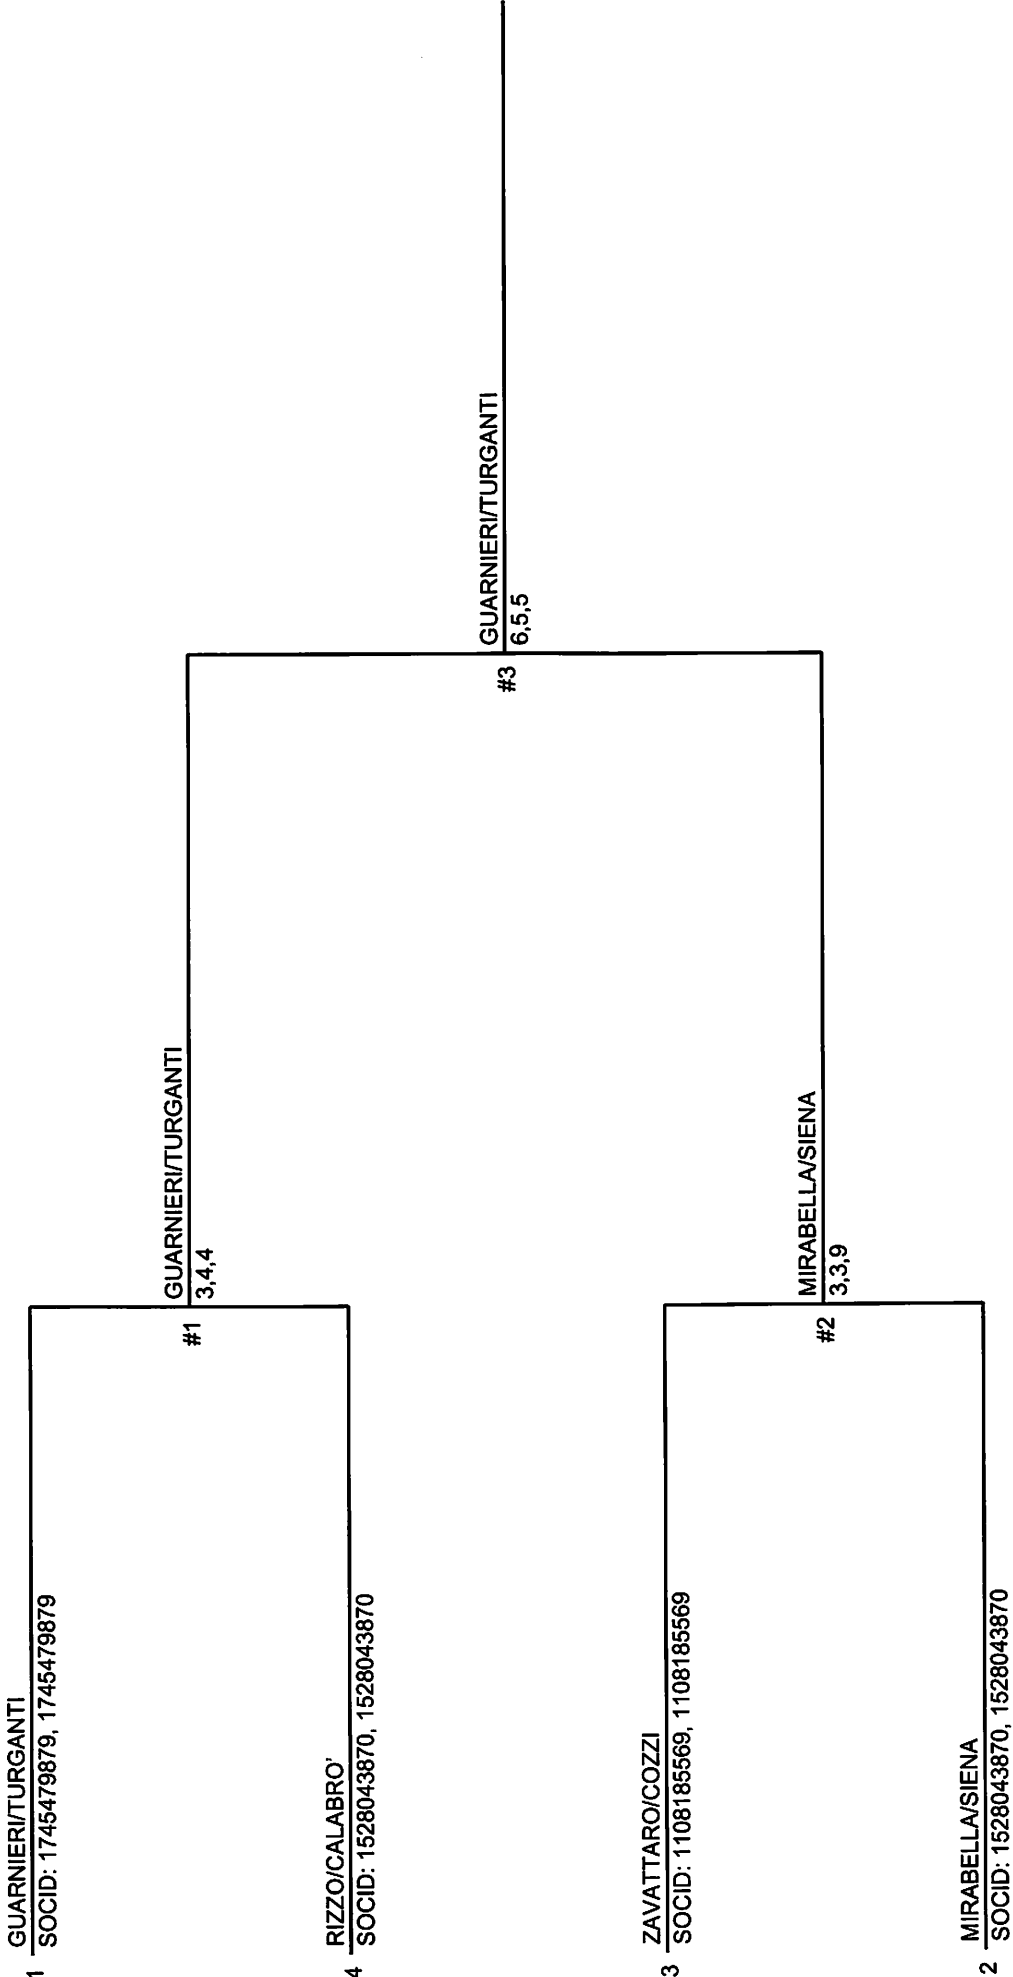 1
GUARNIERI/TURGANTI
SOCID: 1745479879, 1745479879
4
RIZZO/CALABRO'
SOCID: 1528043870, 1528043870
3
ZAVATTARO/COZZI
SOCID: 1108185569, 1108185569
2
MIRABELLA/SIENA
SOCID: 1528043870, 1528043870
#1
GUARNIERI/TURGANTI
3,4,4
#2
MIRABELLA/SIENA
3,3,9
#3
GUARNIERI/TURGANTI
6,5,5